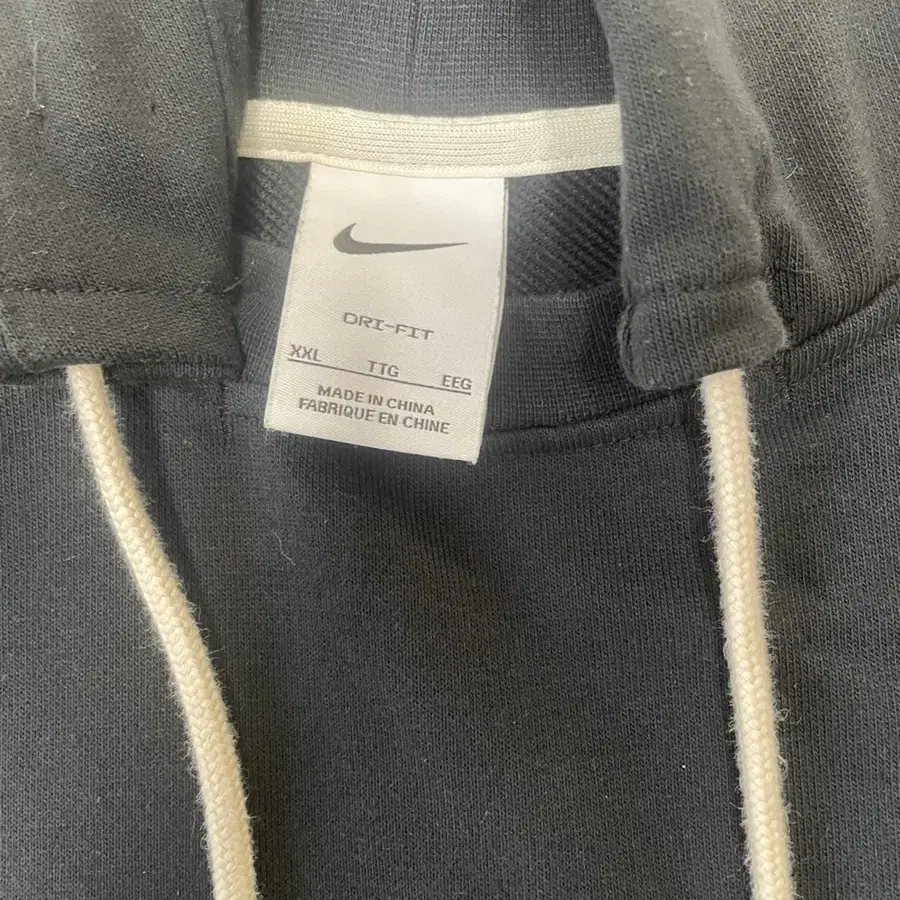 DRI-FIT
XXL TTG EEG
MADE IN CHINA
FABRIQUE EN CHINE